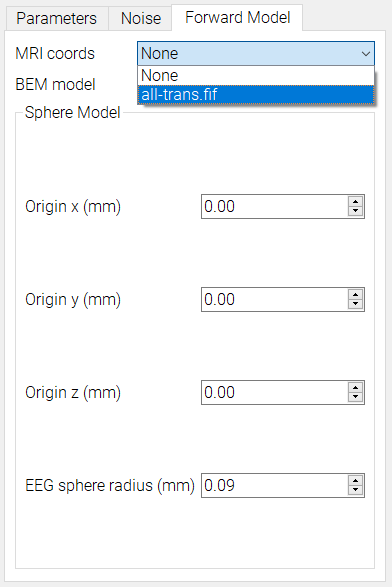 Parameters Noise Forward Model
MRI coords None
None
BEM model all-trans.fif
Sphere Model
Origin x (mm) 0.00
Origin y (mm) 0.00
Origin z (mm) 0.00
EEG sphere radius (mm) 0.09